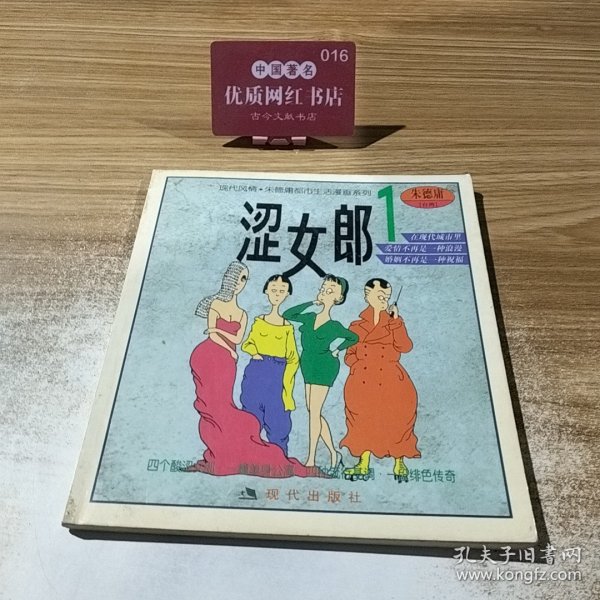 016
中国著名
优质网红书店
古今文献书店
现代风情·朱德庸都市生活漫画系列
涩女郎
1
朱德庸
在现代城市里
爱情不再是一种浪漫
婚姻不再是一种祝福
四个酸涩
绯色传奇
现代出版社
孔夫子旧书网
www.kongfz.com